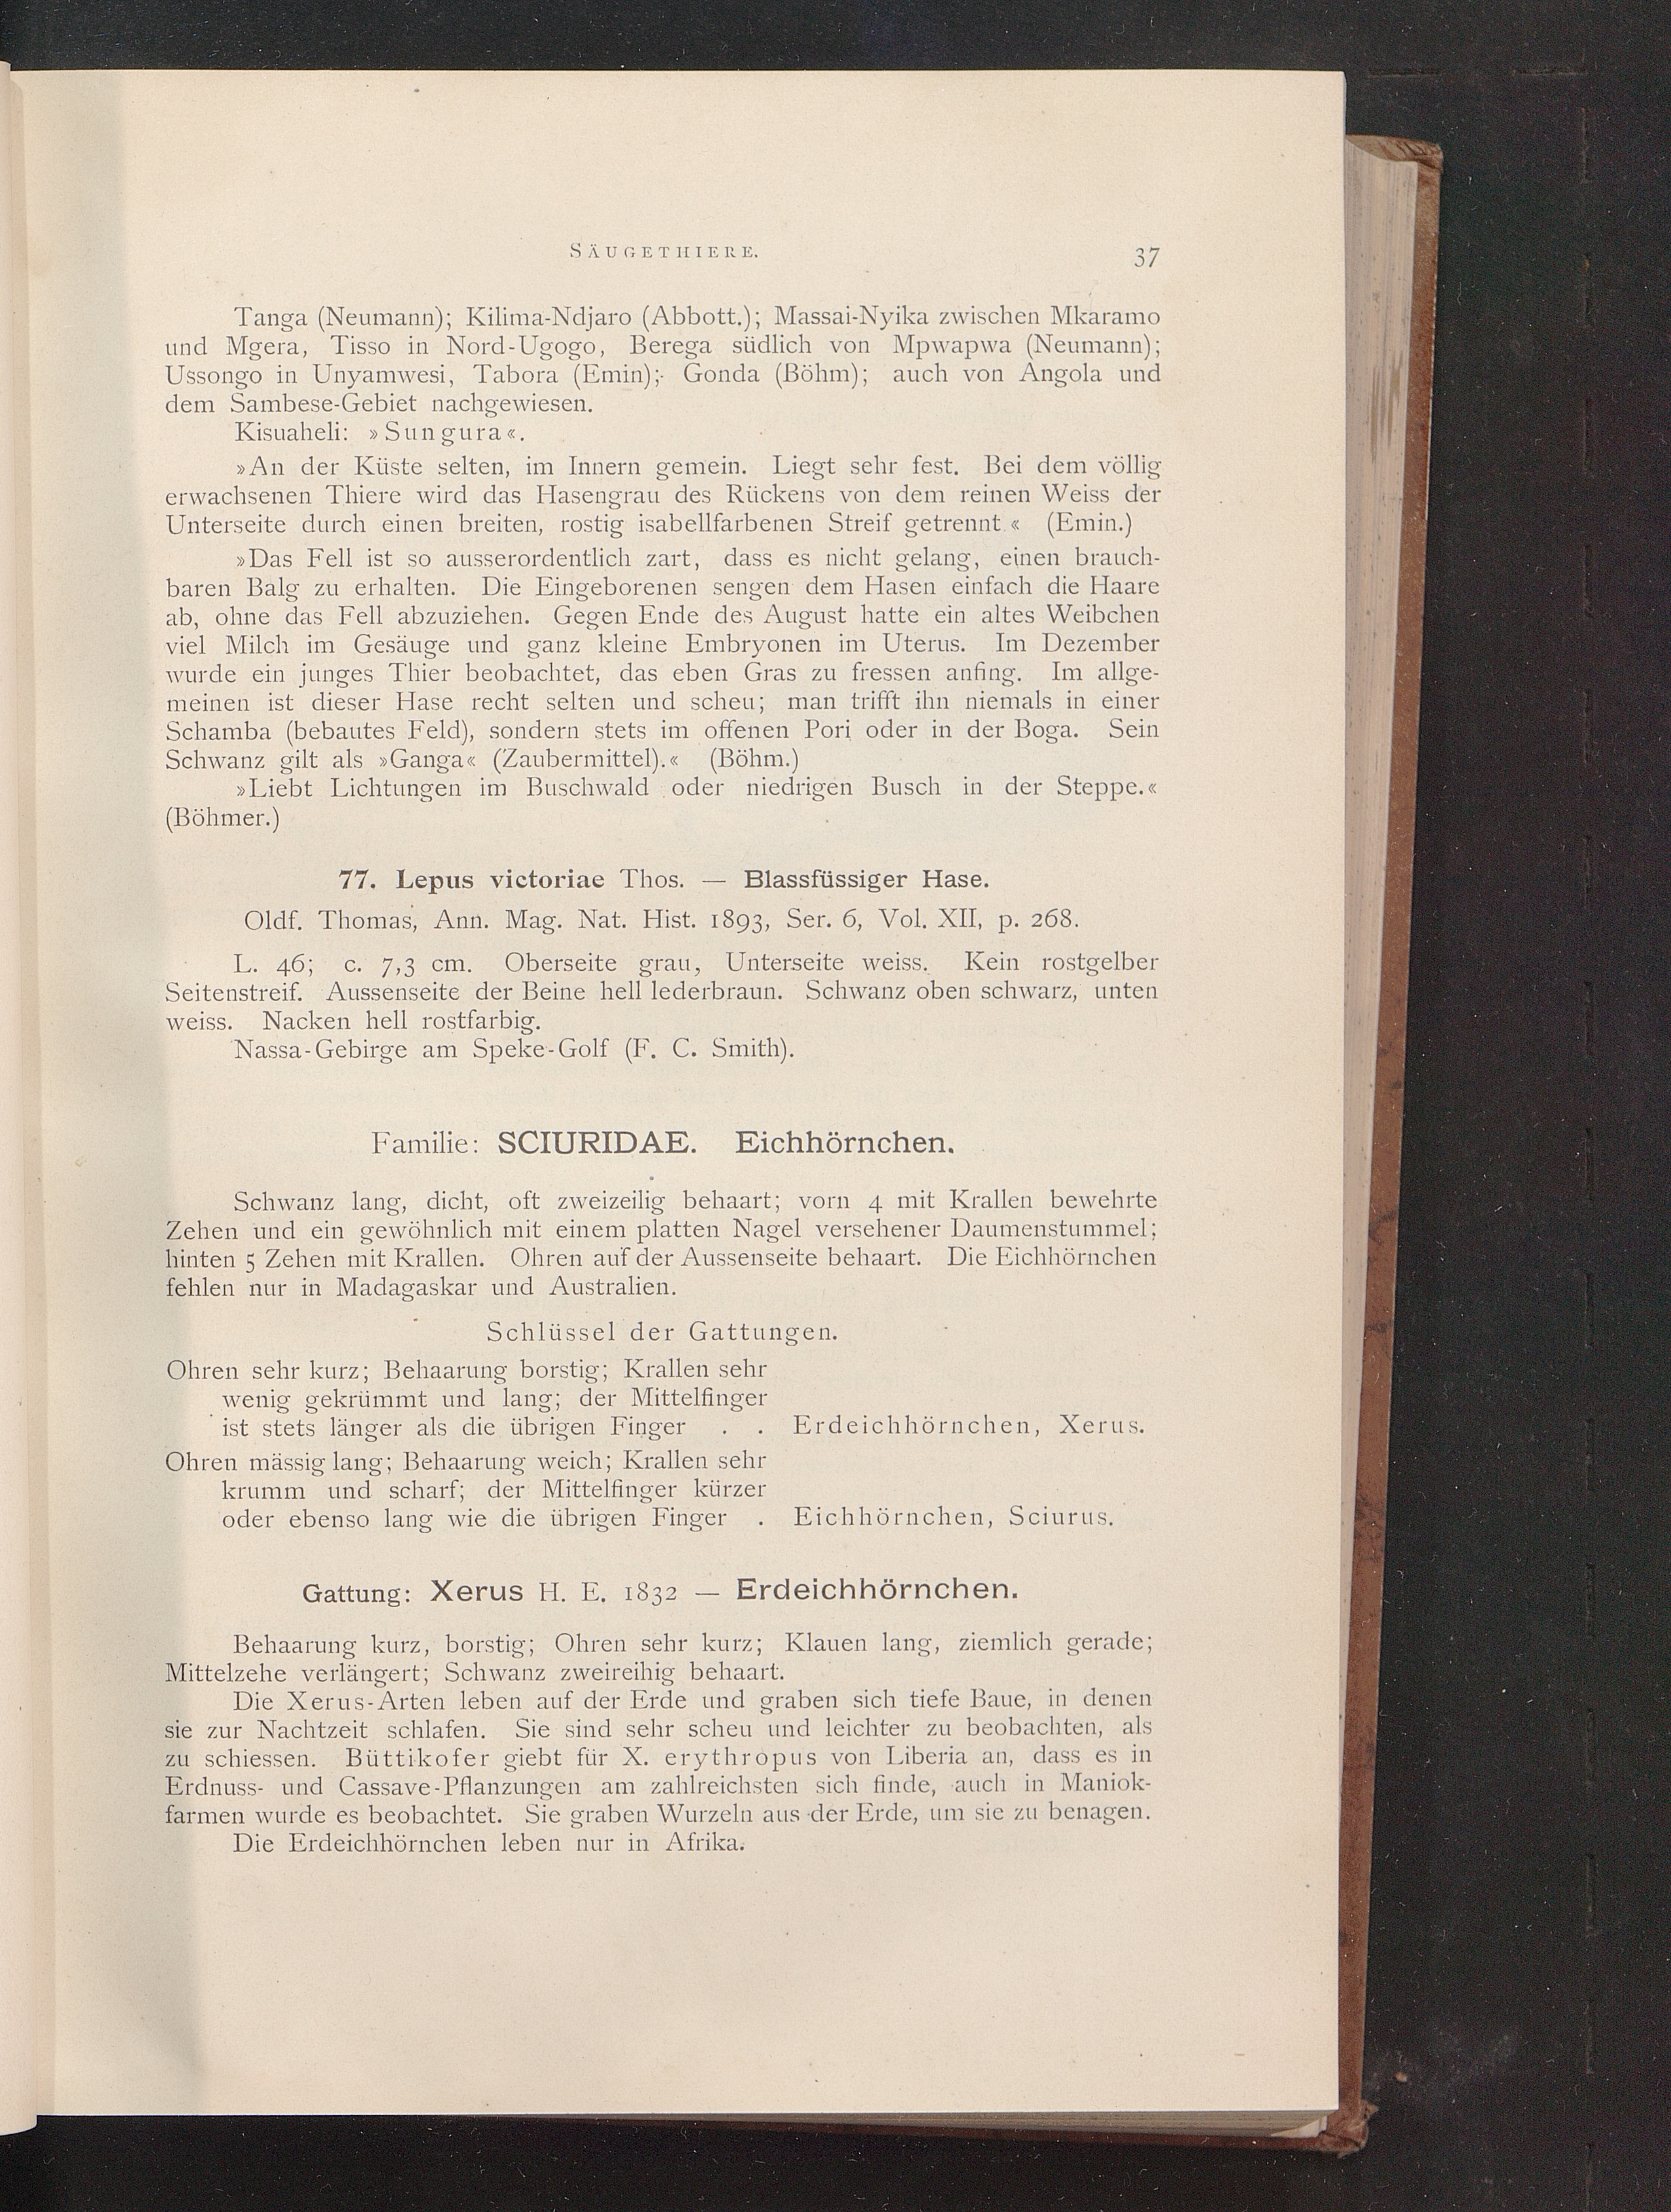 SÄUGETHIERE. 37
Tanga (Neumann); Kilima-Ndjaro (Abbott.); Massai-Nyika zwischen Mkaramo
und Mgera, Tisso in Nord-Ugogo, Berega südlich von Mpwapwa (Neumann);
Ussongo in Unyamwesi, Tabora (Emin); Gonda (Böhm); auch von Angola und
dem Sambese-Gebiet nachgewiesen.
Kisuaheli: »Sungura«.
»An der Küste selten, im Innern gemein. Liegt sehr fest. Bei dem völlig
erwachsenen Thiere wird das Hasengrau des Rückens von dem reinen Weiss der
Unterseite durch einen breiten, rostig isabellfarbenen Streif getrennt.« (Emin.)
»Das Fell ist so ausserordentlich zart, dass es nicht gelang, einen brauch-
baren Balg zu erhalten. Die Eingeborenen sengen dem Hasen einfach die Haare
ab, ohne das Fell abzuziehen. Gegen Ende des August hatte ein altes Weibchen
viel Milch im Gesäuge und ganz kleine Embryonen im Uterus. Im Dezember
wurde ein junges Thier beobachtet, das eben Gras zu fressen anfing. Im allge-
meinen ist dieser Hase recht selten und scheu; man trifft ihn niemals in einer
Schamba (bebautes Feld), sondern stets im offenen Pori oder in der Boga. Sein
Schwanz gilt als »Ganga« (Zaubermittel).« (Böhm.)
»Liebt Lichtungen im Buschwald oder niedrigen Busch in der Steppe.«
(Böhmer.)
77. Lepus victoriae Thos. — Blassfüssiger Hase.
Oldf. Thomas, Ann. Mag. Nat. Hist. 1893, Ser. 6, Vol. XII, p. 268.
L. 46; c. 7,3 cm. Oberseite grau, Unterseite weiss. Kein rostgelber
Seitenstreif. Aussenseite der Beine hell lederbraun. Schwanz oben schwarz, unten
weiss. Nacken hell rostfarbig.
Nassa-Gebirge am Speke-Golf (F. C. Smith).
Familie: SCIURIDAE. Eichhörnchen.
Schwanz lang, dicht, oft zweizeilig behaart; vorn 4 mit Krallen bewehrte
Zehen und ein gewöhnlich mit einem platten Nagel versehener Daumenstummel;
hinten 5 Zehen mit Krallen. Ohren auf der Aussenseite behaart. Die Eichhörnchen
fehlen nur in Madagaskar und Australien.
Schlüssel der Gattungen.
Ohren sehr kurz; Behaarung borstig; Krallen sehr
wenig gekrümmt und lang; der Mittelfinger
ist stets länger als die übrigen Finger . . Erdeichhörnchen, Xerus.
Ohren mässig lang; Behaarung weich; Krallen sehr
krumm und scharf; der Mittelfinger kürzer
oder ebenso lang wie die übrigen Finger . Eichhörnchen, Sciurus.
Gattung: Xerus H. E. 1832 — Erdeichhörnchen.
Behaarung kurz, borstig; Ohren sehr kurz; Klauen lang, ziemlich gerade;
Mittelzehe verlängert; Schwanz zweireihig behaart.
Die Xerus-Arten leben auf der Erde und graben sich tiefe Baue, in denen
sie zur Nachtzeit schlafen. Sie sind sehr scheu und leichter zu beobachten, als
zu schiessen. Büttikofer giebt für X. erythropus von Liberia an, dass es in
Erdnuss- und Cassave-Pflanzungen am zahlreichsten sich finde, auch in Maniok-
farmen wurde es beobachtet. Sie graben Wurzeln aus der Erde, um sie zu benagen.
Die Erdeichhörnchen leben nur in Afrika.